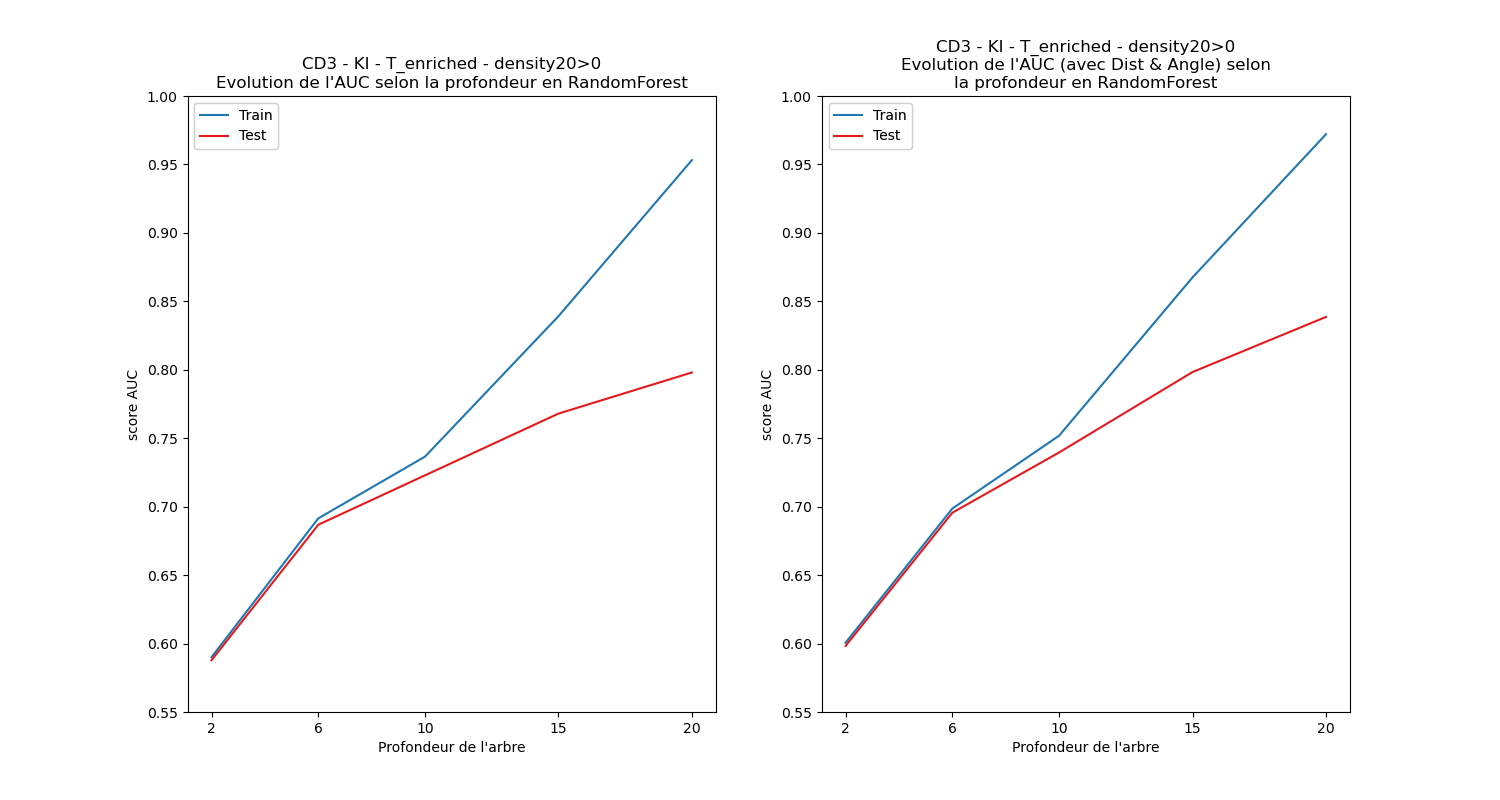 CD3 - KI - T_enriched - density20>0
Evolution de l'AUC selon la profondeur en RandomForest
1.00
0.95
0.90
0.85
0.80
0.75
0.70
0.65
0.60
0.55
score AUC
Train
Test
2
6
10
15
20
Profondeur de l'arbre
CD3 - KI - T_enriched - density20>0
Evolution de l'AUC (avec Dist & Angle) selon
la profondeur en RandomForest
1.00
0.95
0.90
0.85
0.80
0.75
0.70
0.65
0.60
0.55
score AUC
Train
Test
2
6
10
15
20
Profondeur de l'arbre